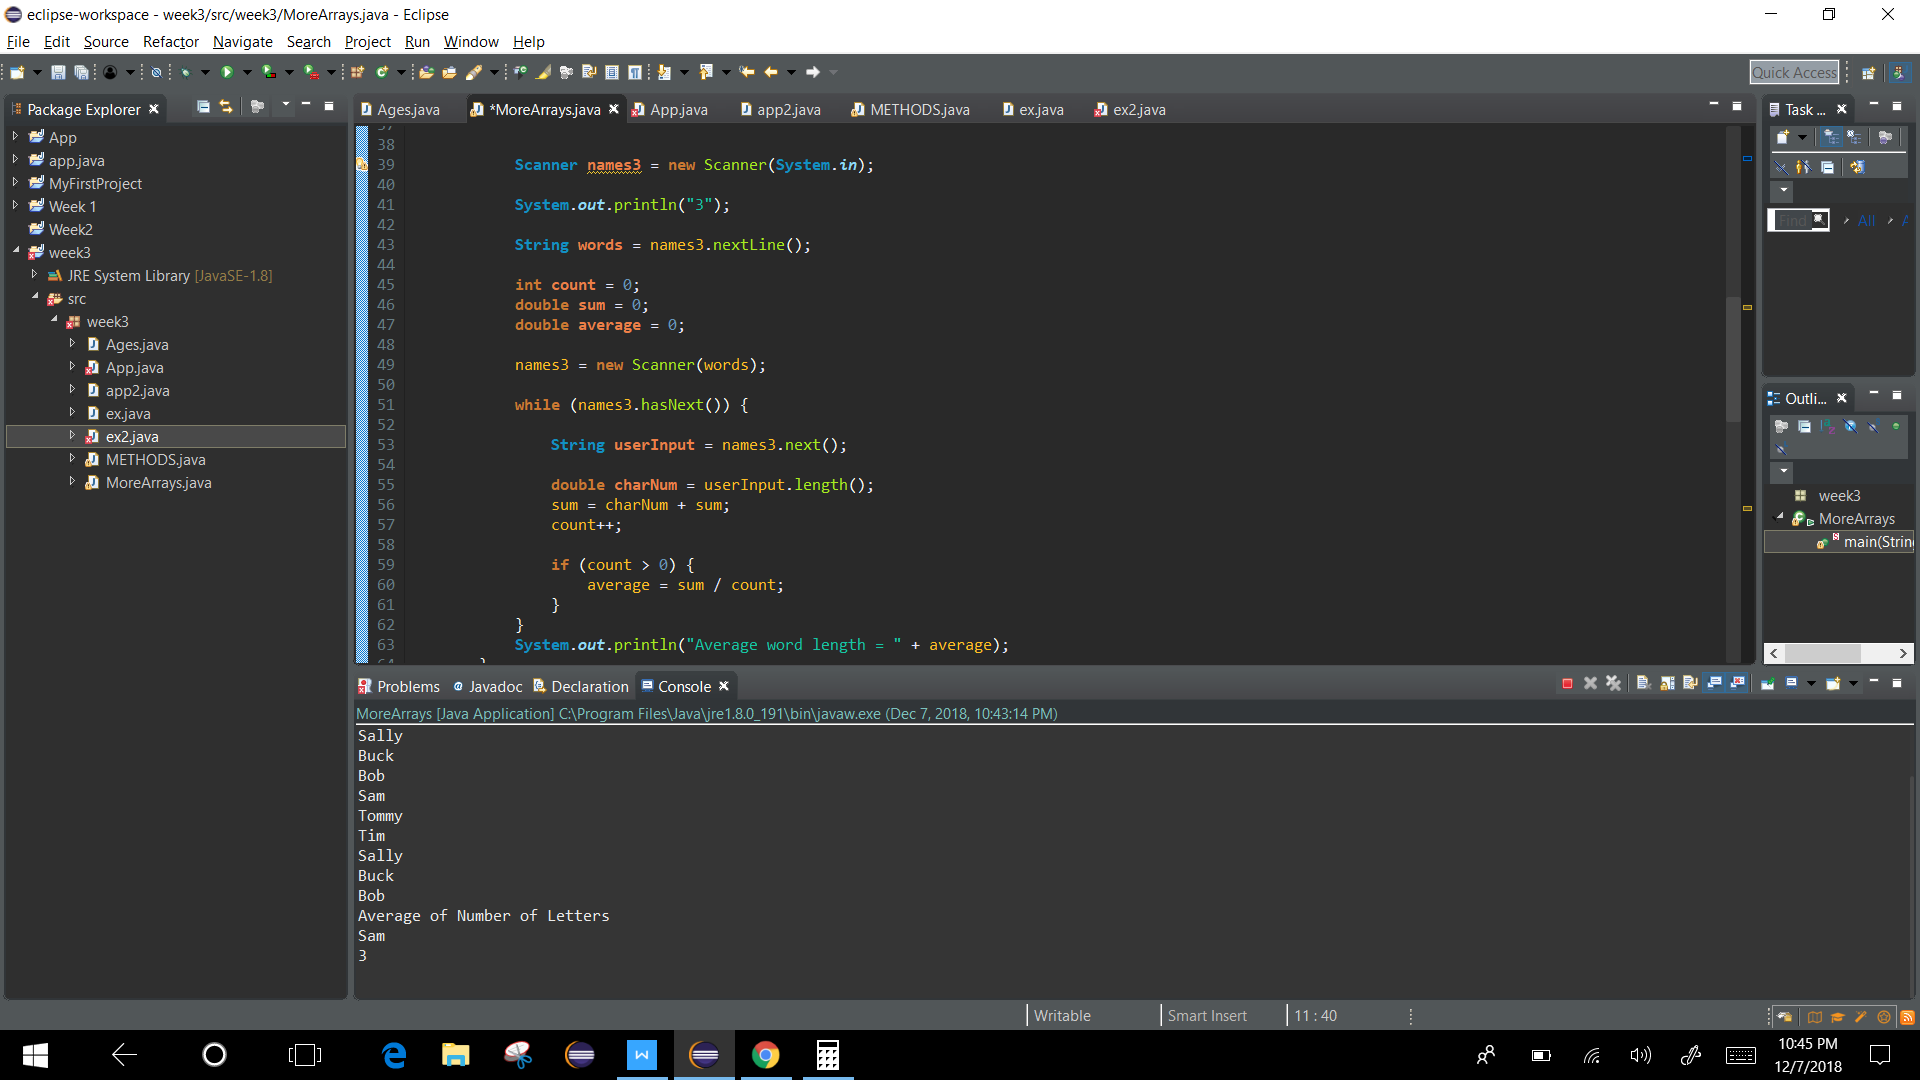 eclipse-workspace - week3/src/week3/MoreArrays.java - Eclipse
File Edit Source Refactor Navigate Search Project Run Window Help
Quick Access
Package Explorer
App
app.java
MyFirstProject
Week 1
Week2
week3
JRE System Library [JavaSE-1.8]
src
week3
Ages.java
App.java
app2.java
ex.java
ex2.java
METHODS.java
MoreArrays.java
Ages.java *MoreArrays.java App.java app2.java METHODS.java ex.java ex2.java
37
38
39 Scanner names3 = new Scanner(System.in);
40
41 System.out.println("3");
42
43 String words = names3.nextLine();
44
45 int count = 0;
46 double sum = 0;
47 double average = 0;
48
49 names3 = new Scanner(words);
50
51 while (names3.hasNext()) {
52
53 String userInput = names3.next();
54
55 double charNum = userInput.length();
56 sum = charNum + sum;
57 count++;
58
59 if (count > 0) {
60 average = sum / count;
61 }
62 }
63 System.out.println("Average word length = " + average);
64 }
Task ...
Find All A
Outli...
week3
MoreArrays
main(Strin
Problems @ Javadoc Declaration Console
MoreArrays [Java Application] C:\Program Files\Java\jre1.8.0_191\bin\javaw.exe (Dec 7, 2018, 10:43:14 PM)
Sally
Buck
Bob
Sam
Tommy
Tim
Sally
Buck
Bob
Average of Number of Letters
Sam
3
Writable Smart Insert 11 : 40
10:45 PM
12/7/2018